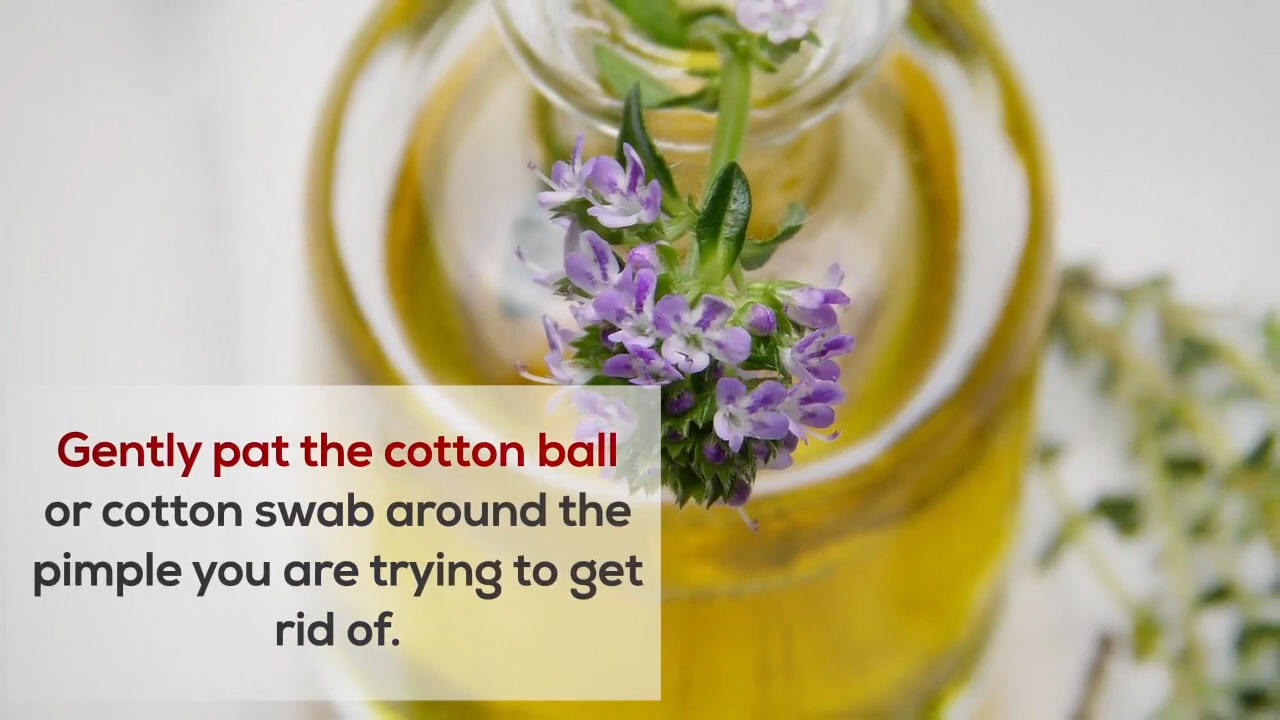 Gently pat the cotton ball
or cotton swab around the
pimple you are trying to get
rid of.